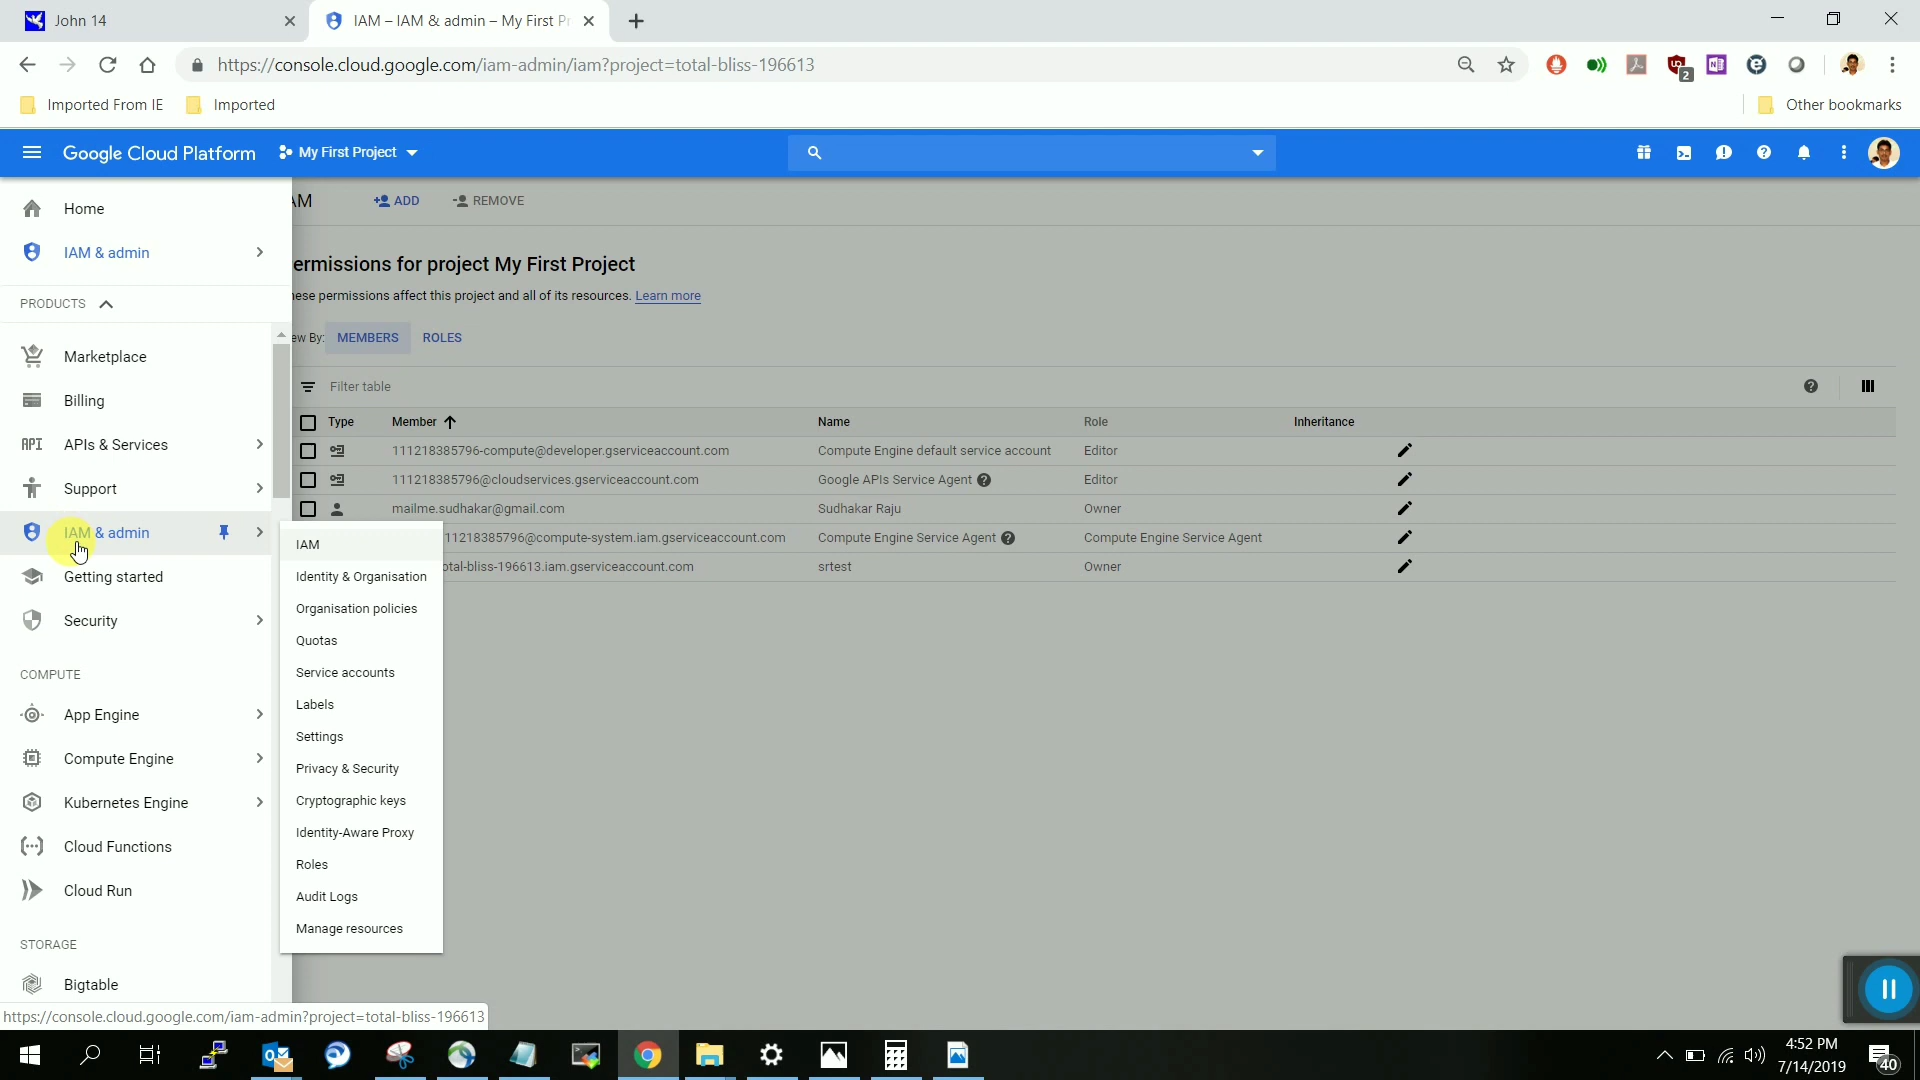 John 14
IAM – IAM & admin – My First Pr
https://console.cloud.google.com/iam-admin/iam?project=total-bliss-196613
2
Imported From IE
Imported
Other bookmarks
Google Cloud Platform
My First Project
Home
IAM & admin
PRODUCTS
Marketplace
Billing
API
APIs & Services
Support
IAM & admin
Getting started
Security
COMPUTE
App Engine
Compute Engine
Kubernetes Engine
Cloud Functions
Cloud Run
STORAGE
Bigtable
AM
ADD
REMOVE
ermissions for project My First Project
ese permissions affect this project and all of its resources. Learn more
ew By: MEMBERS ROLES
Filter table
Type Member Name Role Inheritance
111218385796-compute@developer.gserviceaccount.com Compute Engine default service account Editor
111218385796@cloudservices.gserviceaccount.com Google APIs Service Agent Editor
mailme.sudhakar@gmail.com Sudhakar Raju Owner
11218385796@compute-system.iam.gserviceaccount.com Compute Engine Service Agent Compute Engine Service Agent
otal-bliss-196613.iam.gserviceaccount.com srtest Owner
IAM
Identity & Organisation
Organisation policies
Quotas
Service accounts
Labels
Settings
Privacy & Security
Cryptographic keys
Identity-Aware Proxy
Roles
Audit Logs
Manage resources
https://console.cloud.google.com/iam-admin?project=total-bliss-196613
4:52 PM
7/14/2019
40